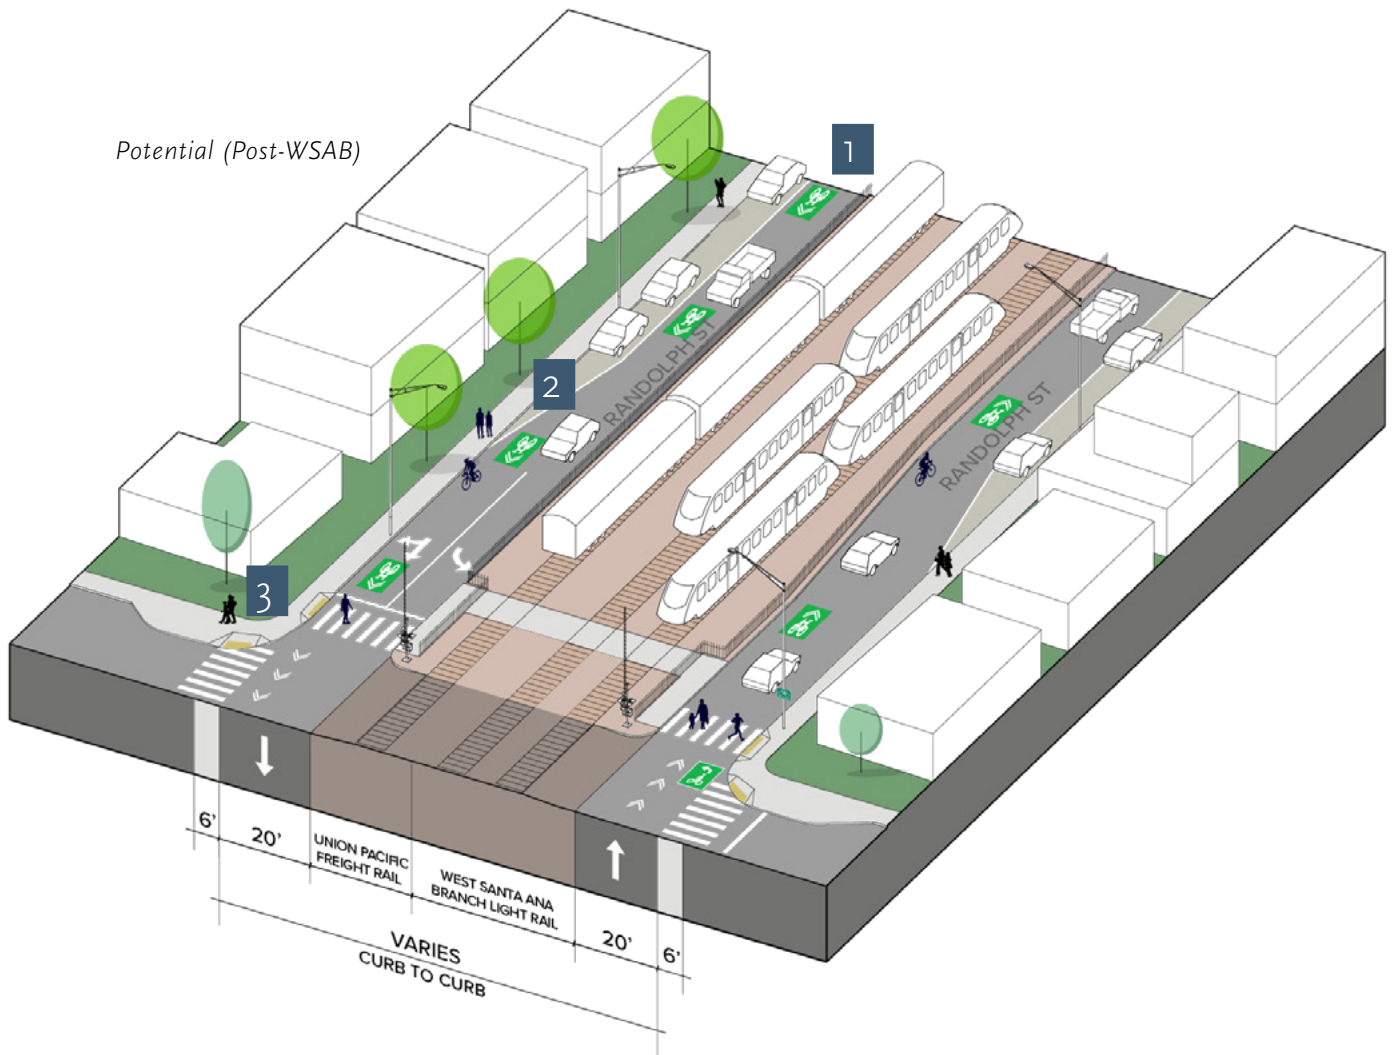 Potential (Post-WSAB)
1
2
3
RANDOLPH ST
RANDOLPH ST
6'
20'
UNION PACIFIC
FREIGHT RAIL
WEST SANTA ANA
BRANCH LIGHT RAIL
20'
6'
VARIES
CURB TO CURB